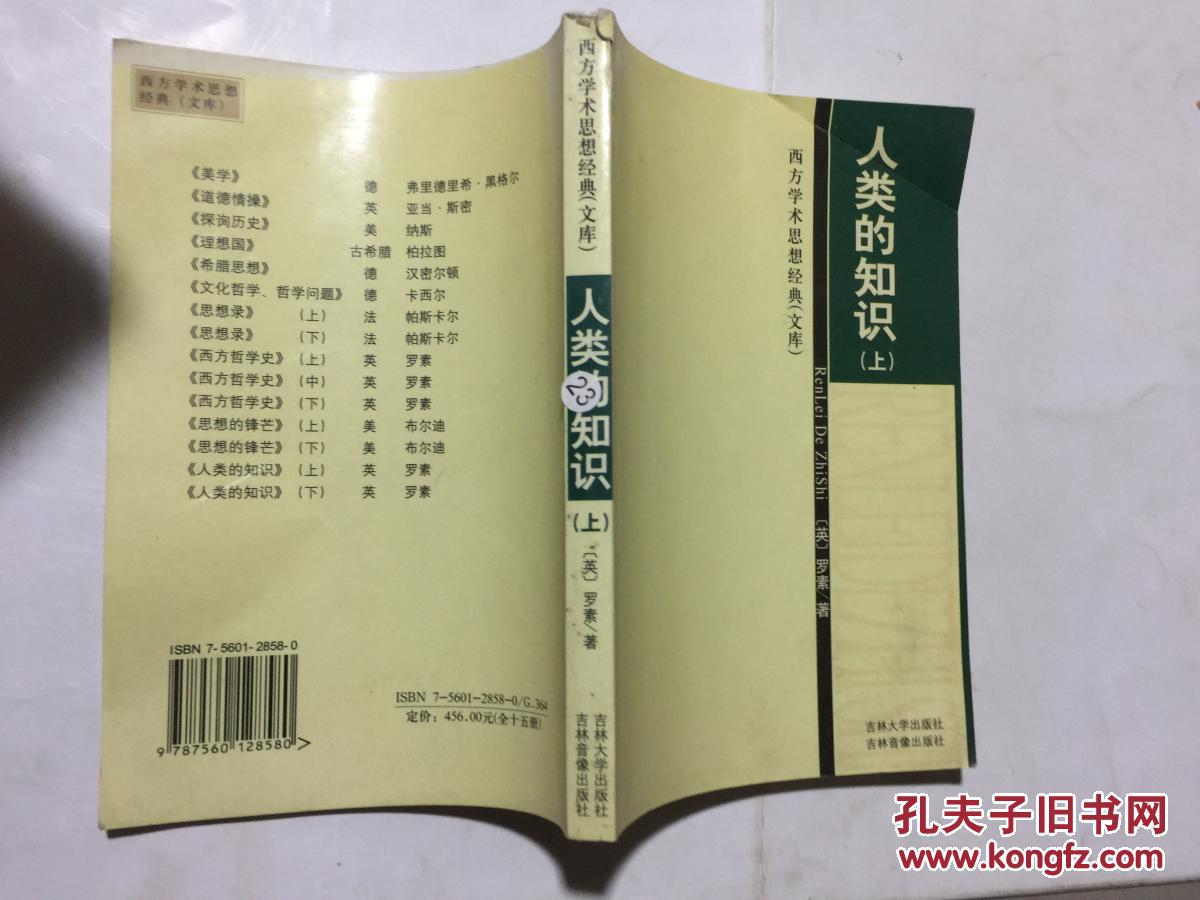 西方学术思想
经典（文库）
《美学》 德 弗里德里希·黑格尔
《道德情操》 英 亚当·斯密
《探询历史》 美 纳斯
《理想国》 古希腊 柏拉图
《希腊思想》 德 汉密尔顿
《文化哲学、哲学问题》 德 卡西尔
《思想录》（上） 法 帕斯卡尔
《思想录》（下） 法 帕斯卡尔
《西方哲学史》（上） 英 罗素
《西方哲学史》（中） 英 罗素
《西方哲学史》（下） 英 罗素
《思想的锋芒》（上） 美 布尔迪
《思想的锋芒》（下） 美 布尔迪
《人类的知识》（上） 英 罗素
《人类的知识》（下） 英 罗素
ISBN 7-5601-2858-0
9 787560 128580 >
ISBN 7-5601-2858-0/G.364
定价：456.00元(全十五册)
西方学术思想经典（文库）
人类的知识
23
（上）
〔英〕罗素/著
吉林大学出版社
吉林音像出版社
人类的知识
（上）
西方学术思想经典（文库）
RenLei De ZhiShi 〔英〕罗素/著
吉林大学出版社
吉林音像出版社
孔夫子旧书网
www.kongfz.com